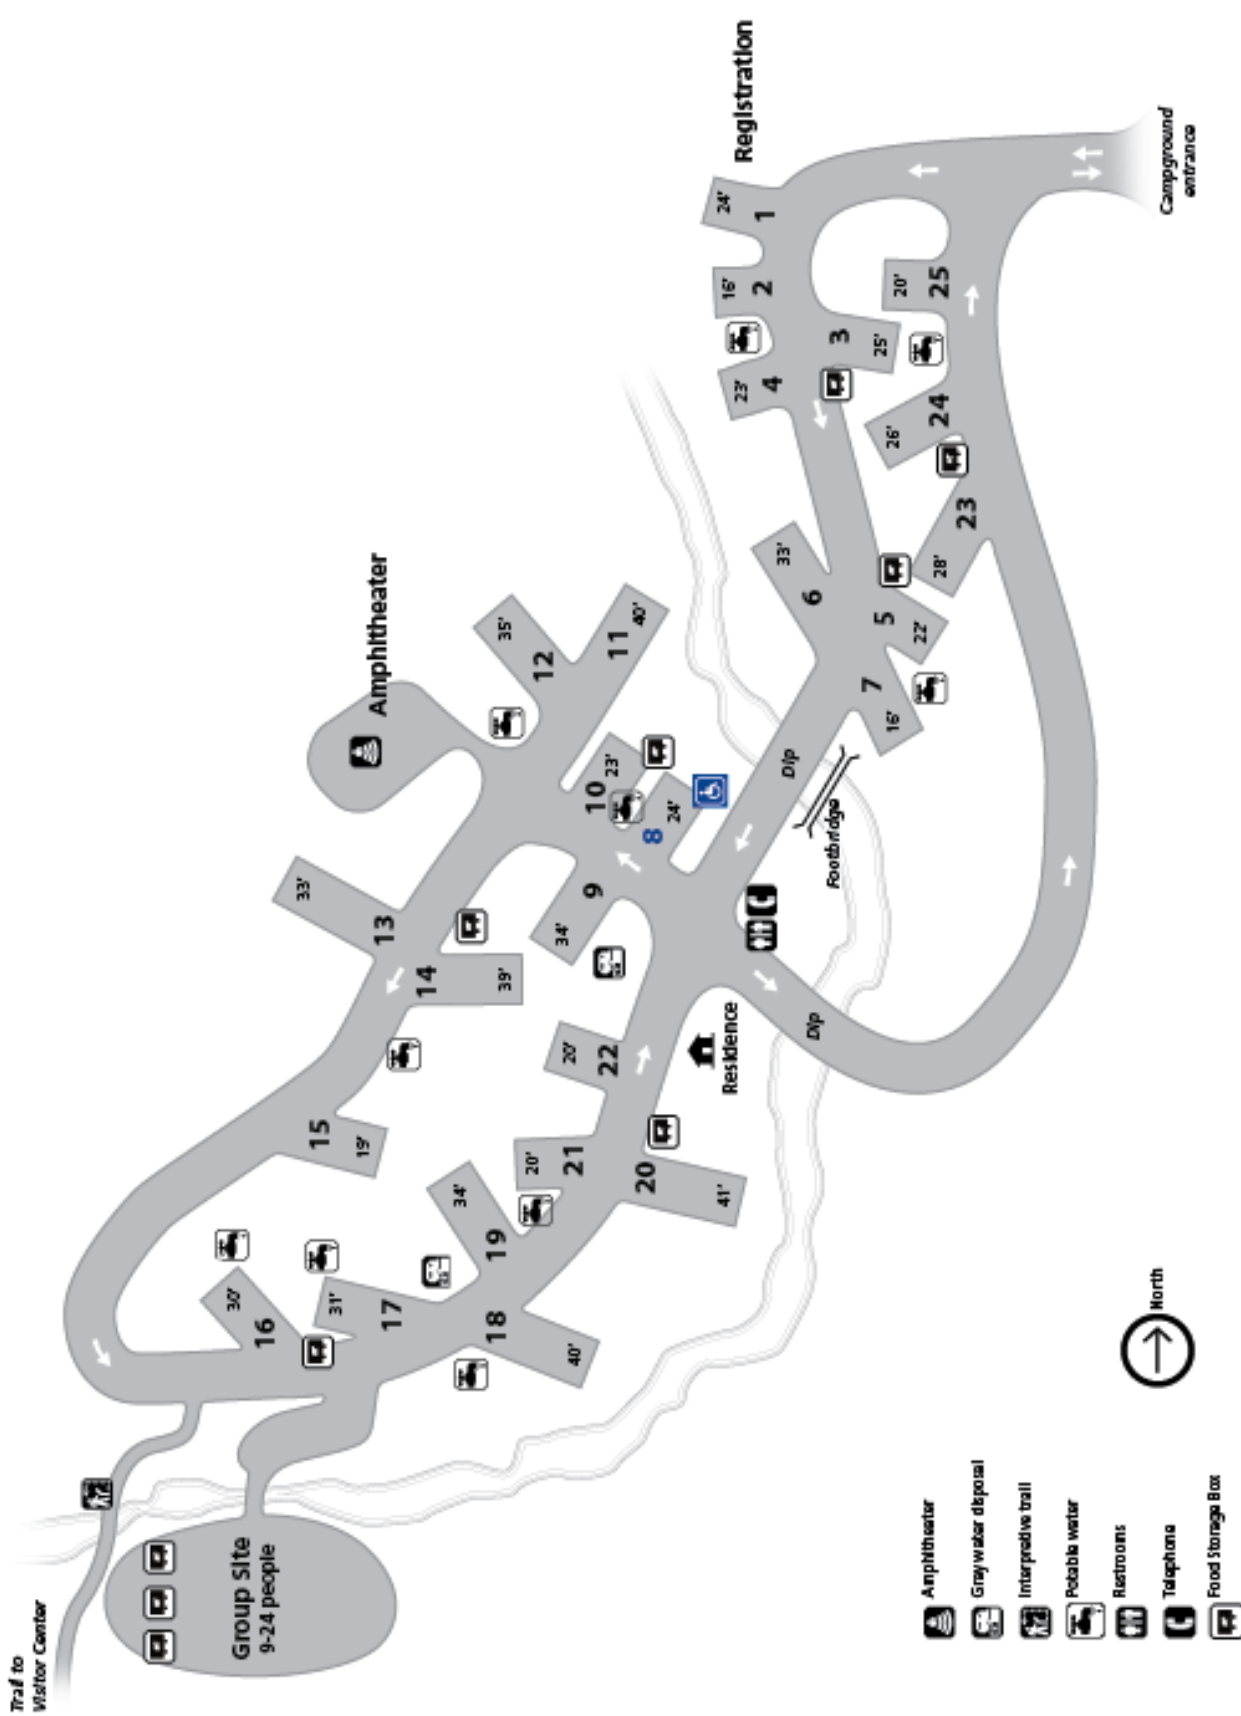 Trail to
Visitor Center
Group Site
9-24 people
Amphitheater
Registration
Campground
entrance
Residence
Footbridge
Dip
Dip
North
24'
1
16'
2
3
25'
23'
4
5
22'
33'
6
7
16'
8
24'
9
34'
10
23'
11
40'
35'
12
33'
13
14
39'
15
19'
30'
16
31'
17
18
40'
34'
19
20
41'
20'
21
20'
22
23
28'
26'
24
20'
25
Amphitheater
Gray water disposal
Interpretive trail
Potable water
Restrooms
Telephone
Food Storage Box